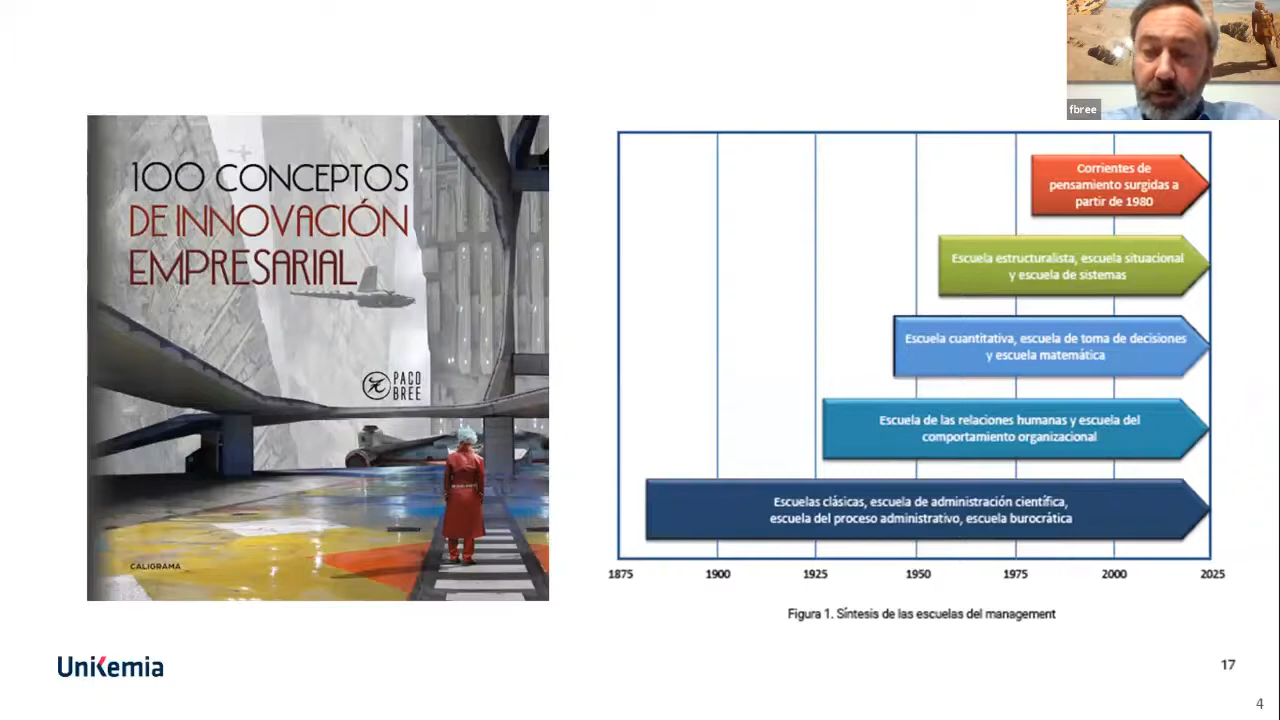 fbree
100 CONCEPTOS
DE INNOVACIÓN
EMPRESARIAL
PACO
BREE
CALIGRAMA
Corrientes de
pensamiento surgidas a
partir de 1980
Escuela estructuralista, escuela situacional
y escuela de sistemas
Escuela cuantitativa, escuela de toma de decisiones
y escuela matemática
Escuela de las relaciones humanas y escuela del
comportamiento organizacional
Escuelas clásicas, escuela de administración científica,
escuela del proceso administrativo, escuela burocrática
1875 1900 1925 1950 1975 2000 2025
Figura 1. Síntesis de las escuelas del management
UniKemia
17
4